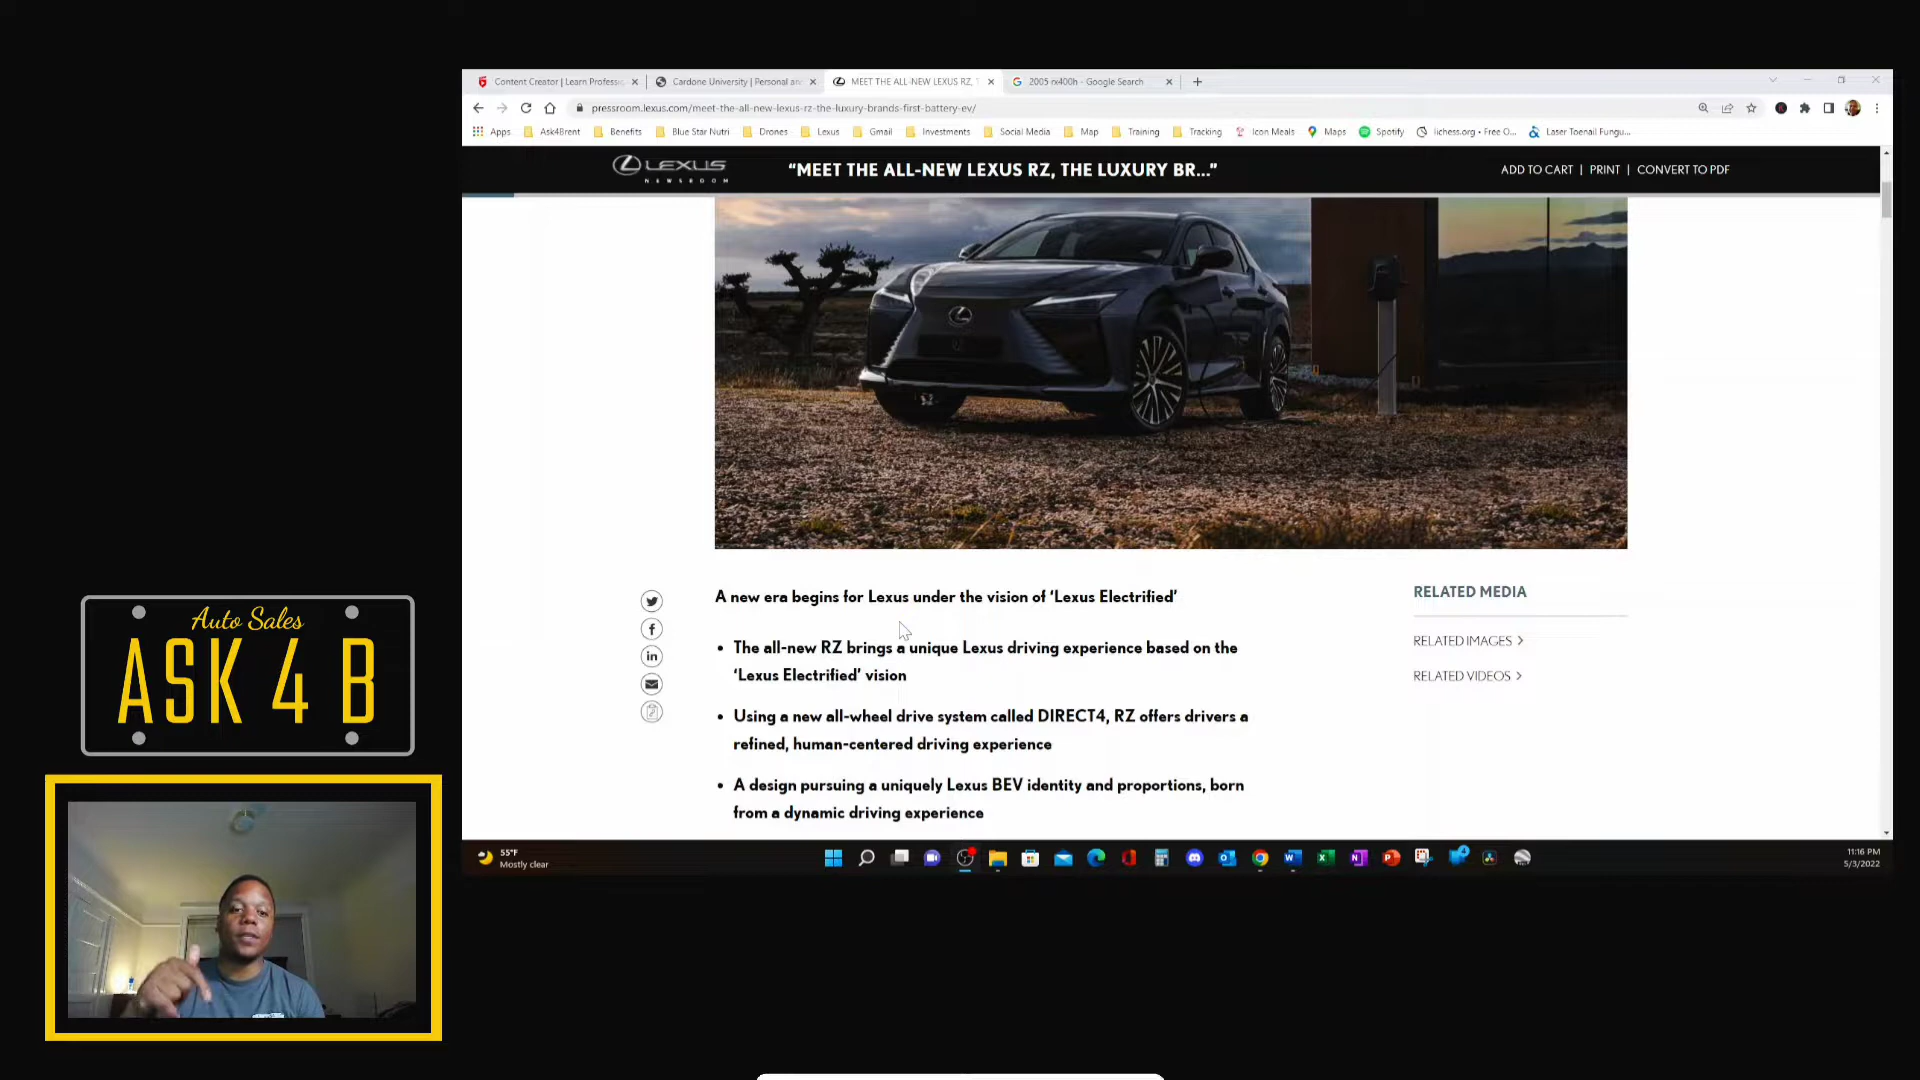 Content Creator | Learn Professi
Cardone University | Personal an
MEET THE ALL-NEW LEXUS RZ,
2005 rx400h - Google Search
pressroom.lexus.com/meet-the-all-new-lexus-rz-the-luxury-brands-first-battery-ev/
Apps
Ask4Brent
Benefits
Blue Star Nutri
Drones
Lexus
Gmail
Investments
Social Media
Map
Training
Tracking
Icon Meals
Maps
Spotify
lichess.org • Free O...
Laser Toenail Fungu...
LEXUS
NEWSROOM
“MEET THE ALL-NEW LEXUS RZ, THE LUXURY BR...”
ADD TO CART | PRINT | CONVERT TO PDF
A new era begins for Lexus under the vision of ‘Lexus Electrified’
• The all-new RZ brings a unique Lexus driving experience based on the
‘Lexus Electrified’ vision
• Using a new all-wheel drive system called DIRECT4, RZ offers drivers a
refined, human-centered driving experience
• A design pursuing a uniquely Lexus BEV identity and proportions, born
from a dynamic driving experience
RELATED MEDIA
RELATED IMAGES >
RELATED VIDEOS >
Auto Sales
ASK 4 B
55°F
Mostly clear
11:16 PM
5/3/2022